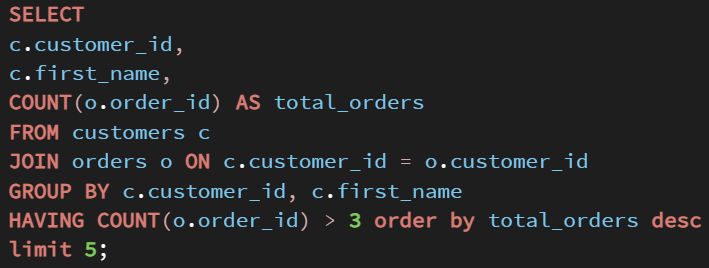 SELECT
c.customer_id,
c.first_name,
COUNT(o.order_id) AS total_orders
FROM customers c
JOIN orders o ON c.customer_id = o.customer_id
GROUP BY c.customer_id, c.first_name
HAVING COUNT(o.order_id) > 3 order by total_orders desc
limit 5;